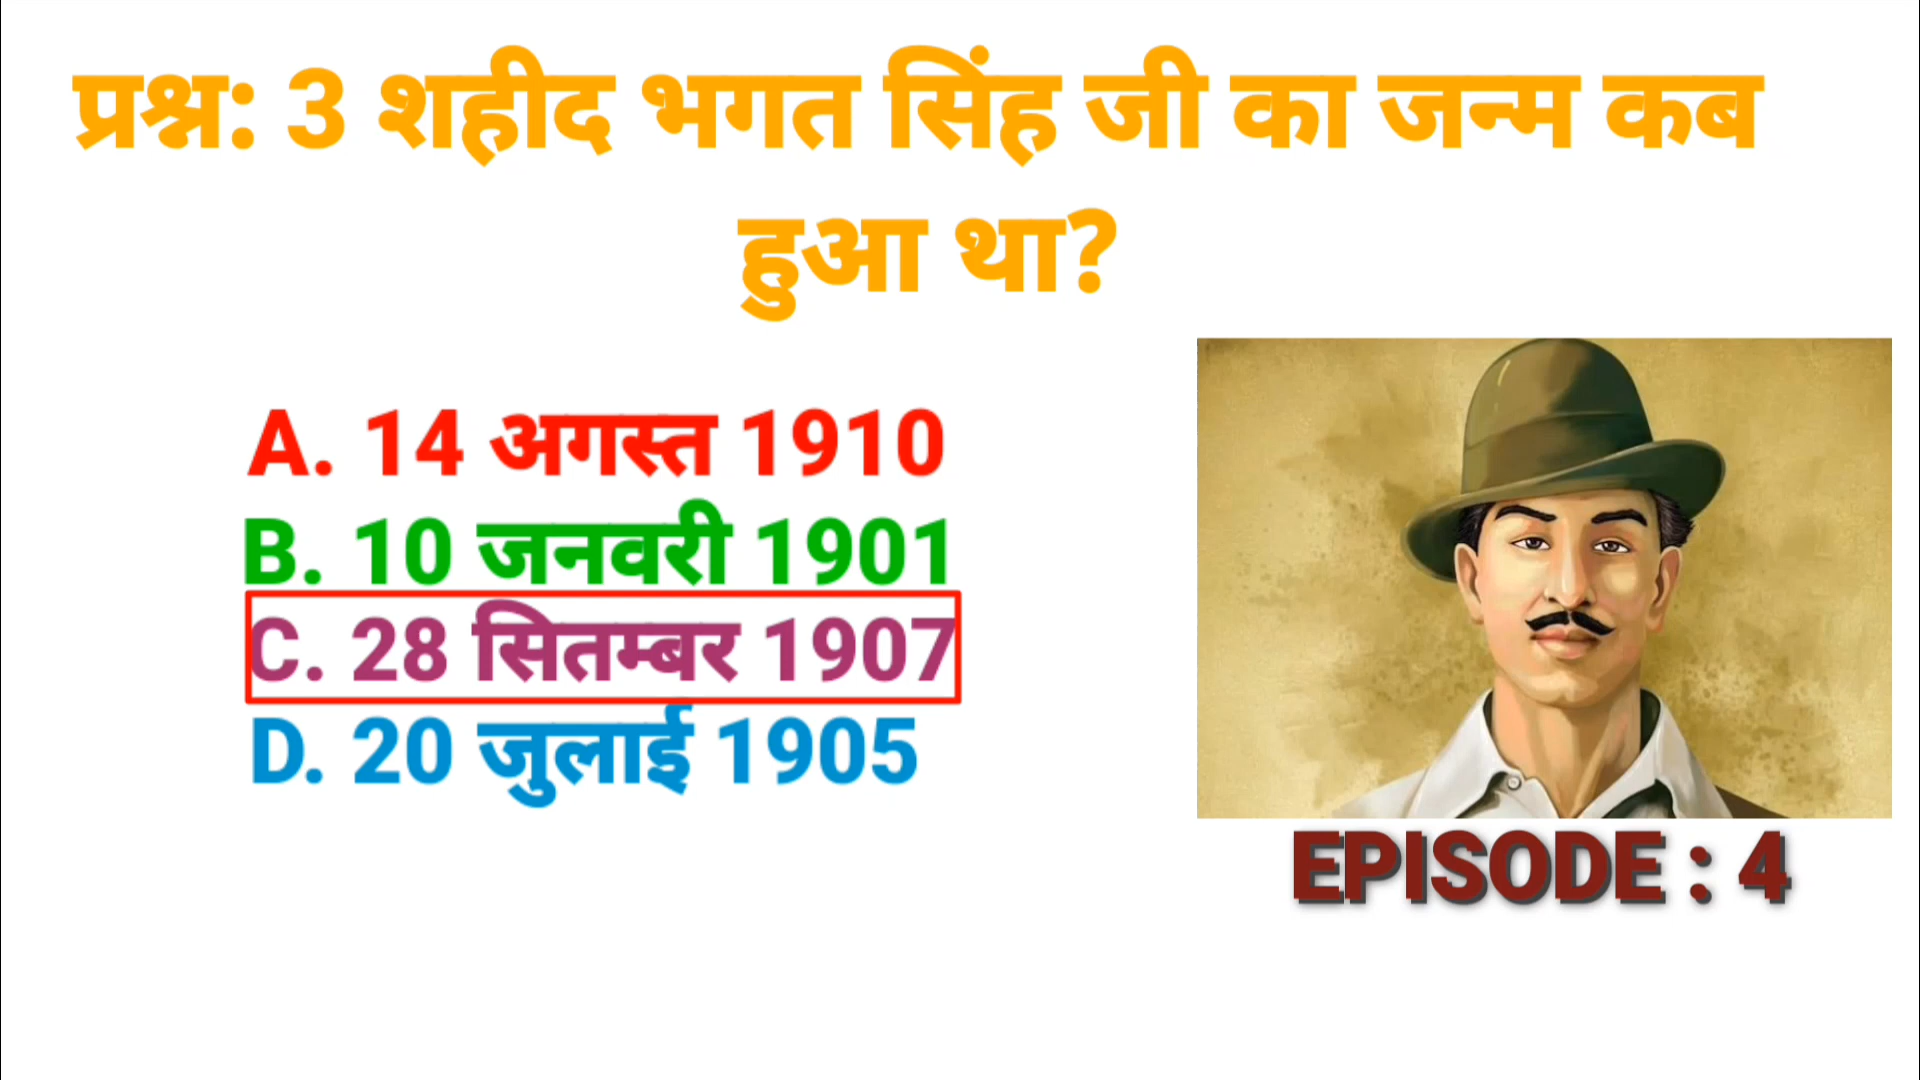 प्रश्न: 3 शहीद भगत सिंह जी का जन्म कब
हुआ था?
A. 14 अगस्त 1910
B. 10 जनवरी 1901
C. 28 सितम्बर 1907
D. 20 जुलाई 1905
EPISODE : 4